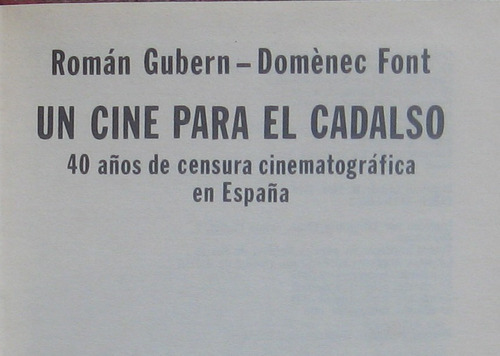 Román Gubern – Domènec Font
UN CINE PARA EL CADALSO
40 años de censura cinematográfica
en España